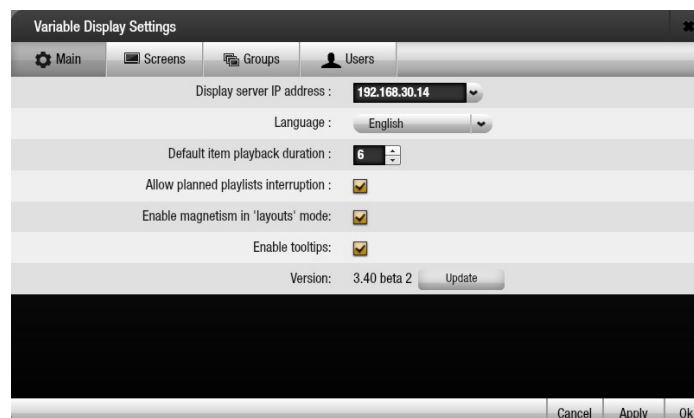 Variable Display Settings
Main Screens Groups Users
Display server IP address : 192.168.30.14
Language : English
Default item playback duration : 6
Allow planned playlists interruption :
Enable magnetism in 'layouts' mode:
Enable tooltips:
Version: 3.40 beta 2 Update
Cancel Apply Ok